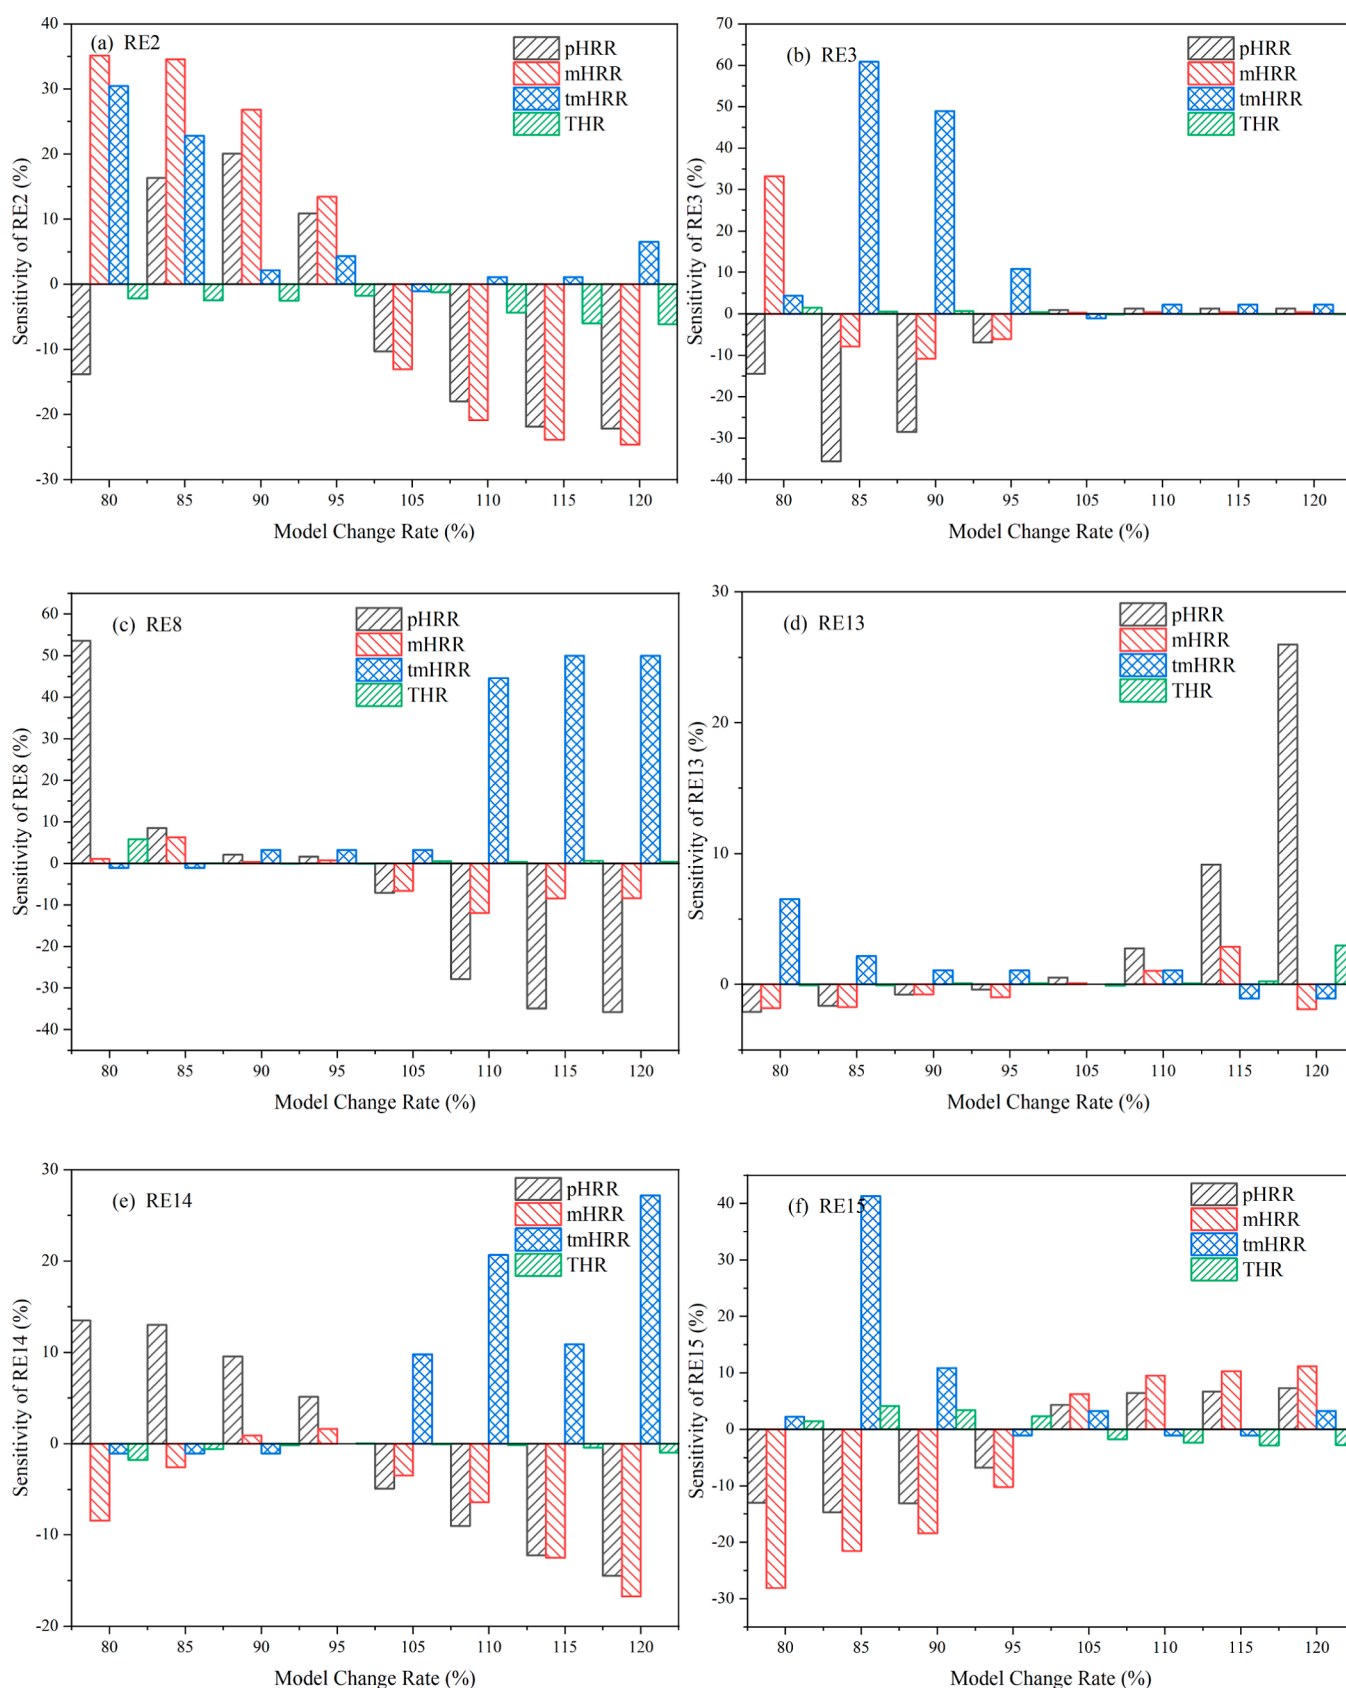 (a) RE2
pHRR
mHRR
tmHRR
THR
Sensitivity of RE2 (%)
40
30
20
10
0
-10
-20
-30
80 85 90 95 105 110 115 120
Model Change Rate (%)
(b) RE3
pHRR
mHRR
tmHRR
THR
Sensitivity of RE3 (%)
70
60
50
40
30
20
10
0
-10
-20
-30
-40
80 85 90 95 105 110 115 120
Model Change Rate (%)
(c) RE8
pHRR
mHRR
tmHRR
THR
Sensitivity of RE8 (%)
60
50
40
30
20
10
0
-10
-20
-30
-40
80 85 90 95 105 110 115 120
Model Change Rate (%)
(d) RE13
pHRR
mHRR
tmHRR
THR
Sensitivity of RE13 (%)
30
20
10
0
80 85 90 95 105 110 115 120
Model Change Rate (%)
(e) RE14
pHRR
mHRR
tmHRR
THR
Sensitivity of RE14 (%)
30
20
10
0
-10
-20
80 85 90 95 105 110 115 120
Model Change Rate (%)
(f) RE15
pHRR
mHRR
tmHRR
THR
Sensitivity of RE15 (%)
40
30
20
10
0
-10
-20
-30
80 85 90 95 105 110 115 120
Model Change Rate (%)